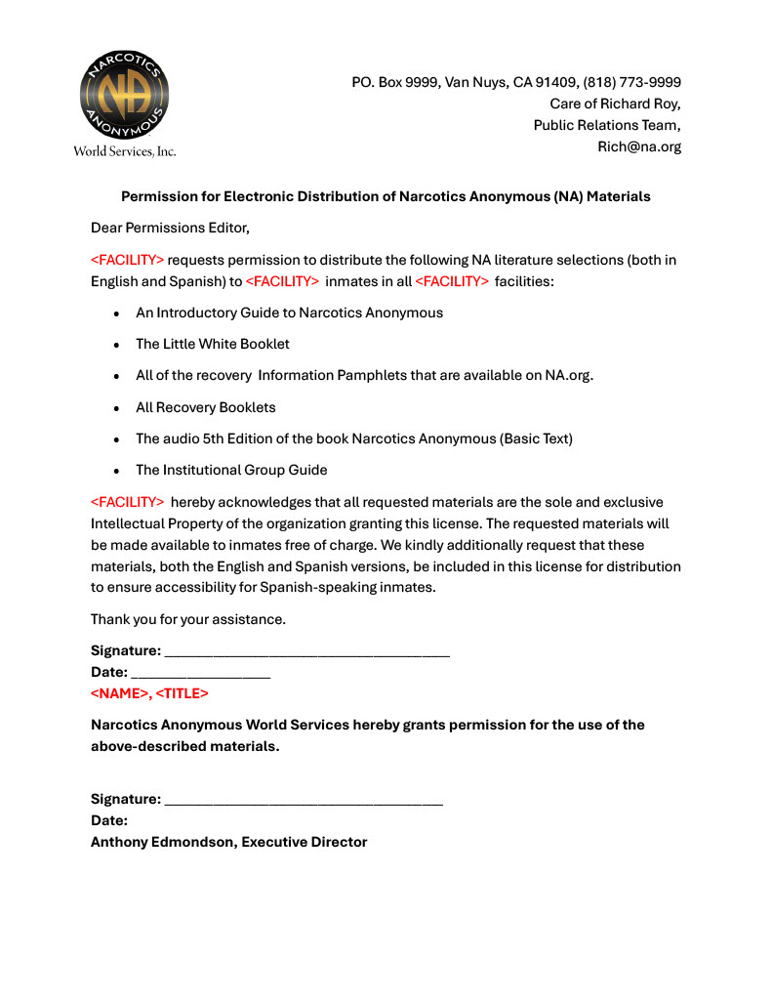 NARCOTICS
NA
ANONYMOUS
World Services, Inc.
PO. Box 9999, Van Nuys, CA 91409, (818) 773-9999
Care of Richard Roy,
Public Relations Team,
Rich@na.org
Permission for Electronic Distribution of Narcotics Anonymous (NA) Materials
Dear Permissions Editor,
<FACILITY> requests permission to distribute the following NA literature selections (both in
English and Spanish) to <FACILITY> inmates in all <FACILITY> facilities:
• An Introductory Guide to Narcotics Anonymous
• The Little White Booklet
• All of the recovery Information Pamphlets that are available on NA.org.
• All Recovery Booklets
• The audio 5th Edition of the book Narcotics Anonymous (Basic Text)
• The Institutional Group Guide
<FACILITY> hereby acknowledges that all requested materials are the sole and exclusive
Intellectual Property of the organization granting this license. The requested materials will
be made available to inmates free of charge. We kindly additionally request that these
materials, both the English and Spanish versions, be included in this license for distribution
to ensure accessibility for Spanish-speaking inmates.
Thank you for your assistance.
Signature: ______________________________________
Date: ___________________
<NAME>, <TITLE>
Narcotics Anonymous World Services hereby grants permission for the use of the
above-described materials.
Signature: _____________________________________
Date:
Anthony Edmondson, Executive Director